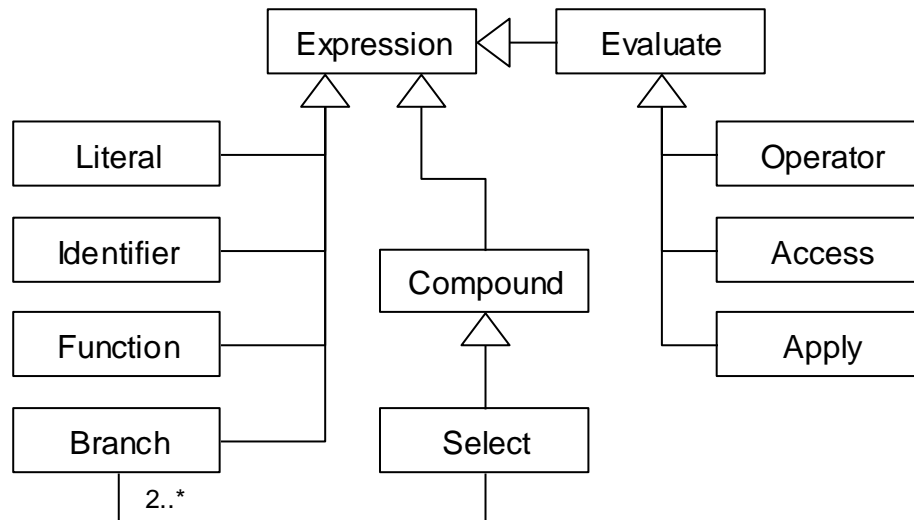 Expression
Evaluate
Literal
Operator
Identifier
Compound
Access
Function
Apply
Branch
Select
2..*